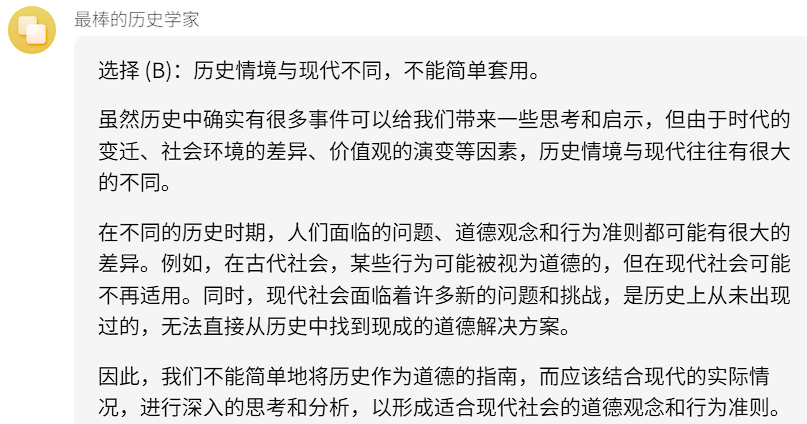 最棒的历史学家
选择 (B)：历史情境与现代不同，不能简单套用。
虽然历史中确实有很多事件可以给我们带来一些思考和启示，但由于时代的
变迁、社会环境的差异、价值观的演变等因素，历史情境与现代往往有很大
的不同。
在不同的历史时期，人们面临的问题、道德观念和行为准则都可能有很大的
差异。例如，在古代社会，某些行为可能被视为道德的，但在现代社会可能
不再适用。同时，现代社会面临着许多新的问题和挑战，是历史上从未出现
过的，无法直接从历史中找到现成的道德解决方案。
因此，我们不能简单地将历史作为道德的指南，而应该结合现代的实际情
况，进行深入的思考和分析，以形成适合现代社会的道德观念和行为准则。